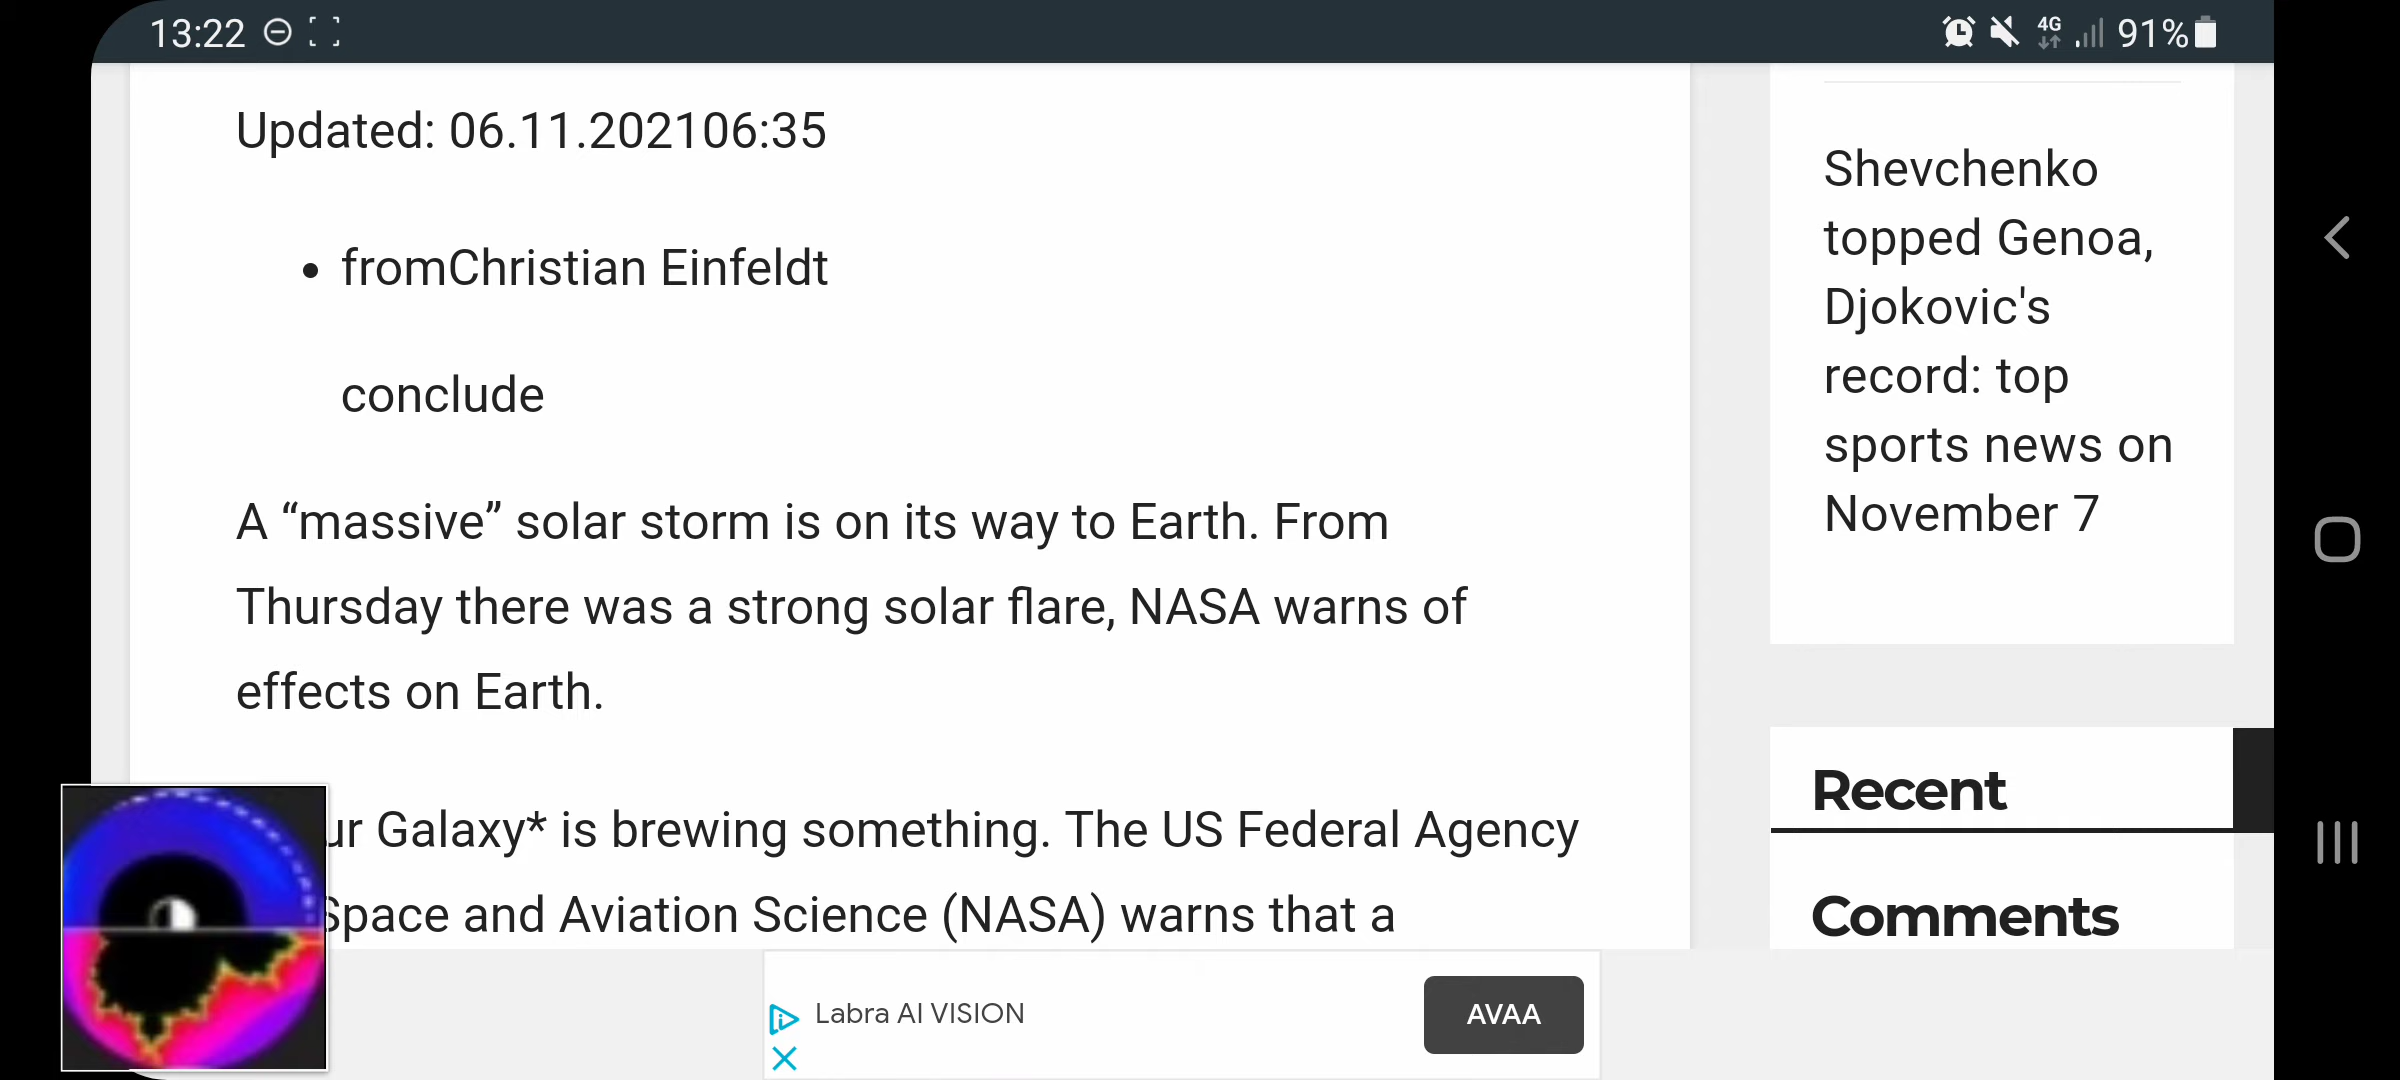 13:22
4G
91%
Updated: 06.11.202106:35
• fromChristian Einfeldt
conclude
A “massive” solar storm is on its way to Earth. From
Thursday there was a strong solar flare, NASA warns of
effects on Earth.
ur Galaxy* is brewing something. The US Federal Agency
Space and Aviation Science (NASA) warns that a
Shevchenko
topped Genoa,
Djokovic's
record: top
sports news on
November 7
Recent
Comments
Labra AI VISION
AVAA